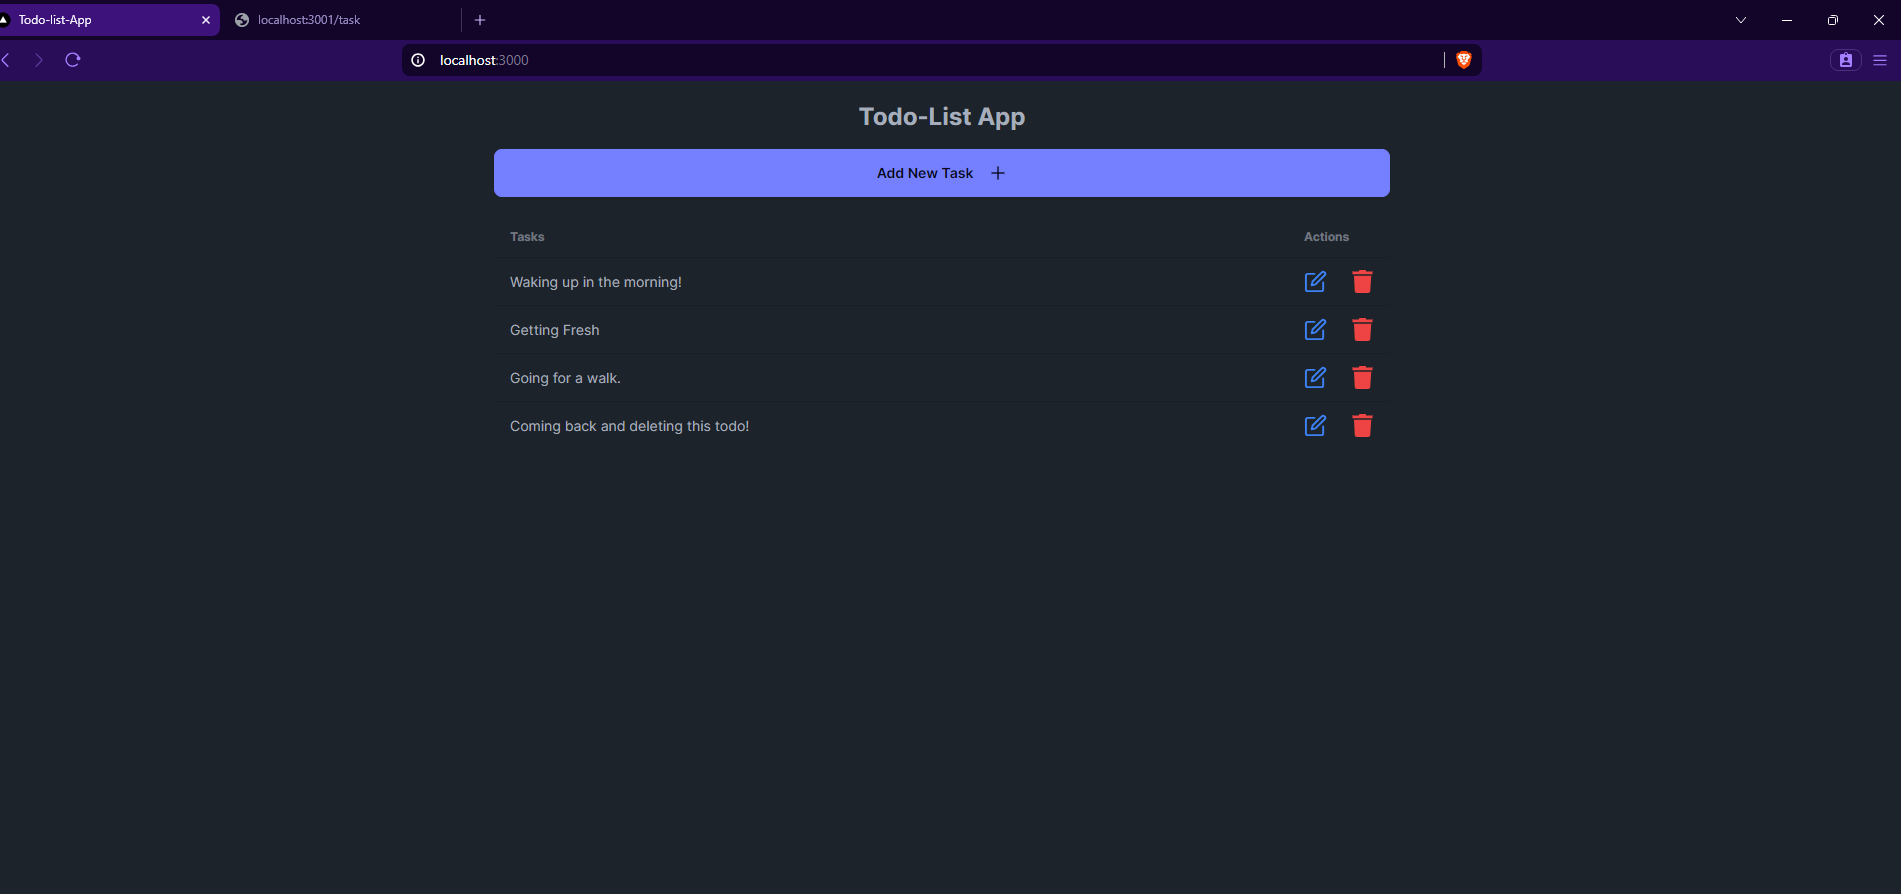 Todo-list-App
localhost:3001/task
localhost:3000
Todo-List App
Add New Task
Tasks Actions
Waking up in the morning!
Getting Fresh
Going for a walk.
Coming back and deleting this todo!